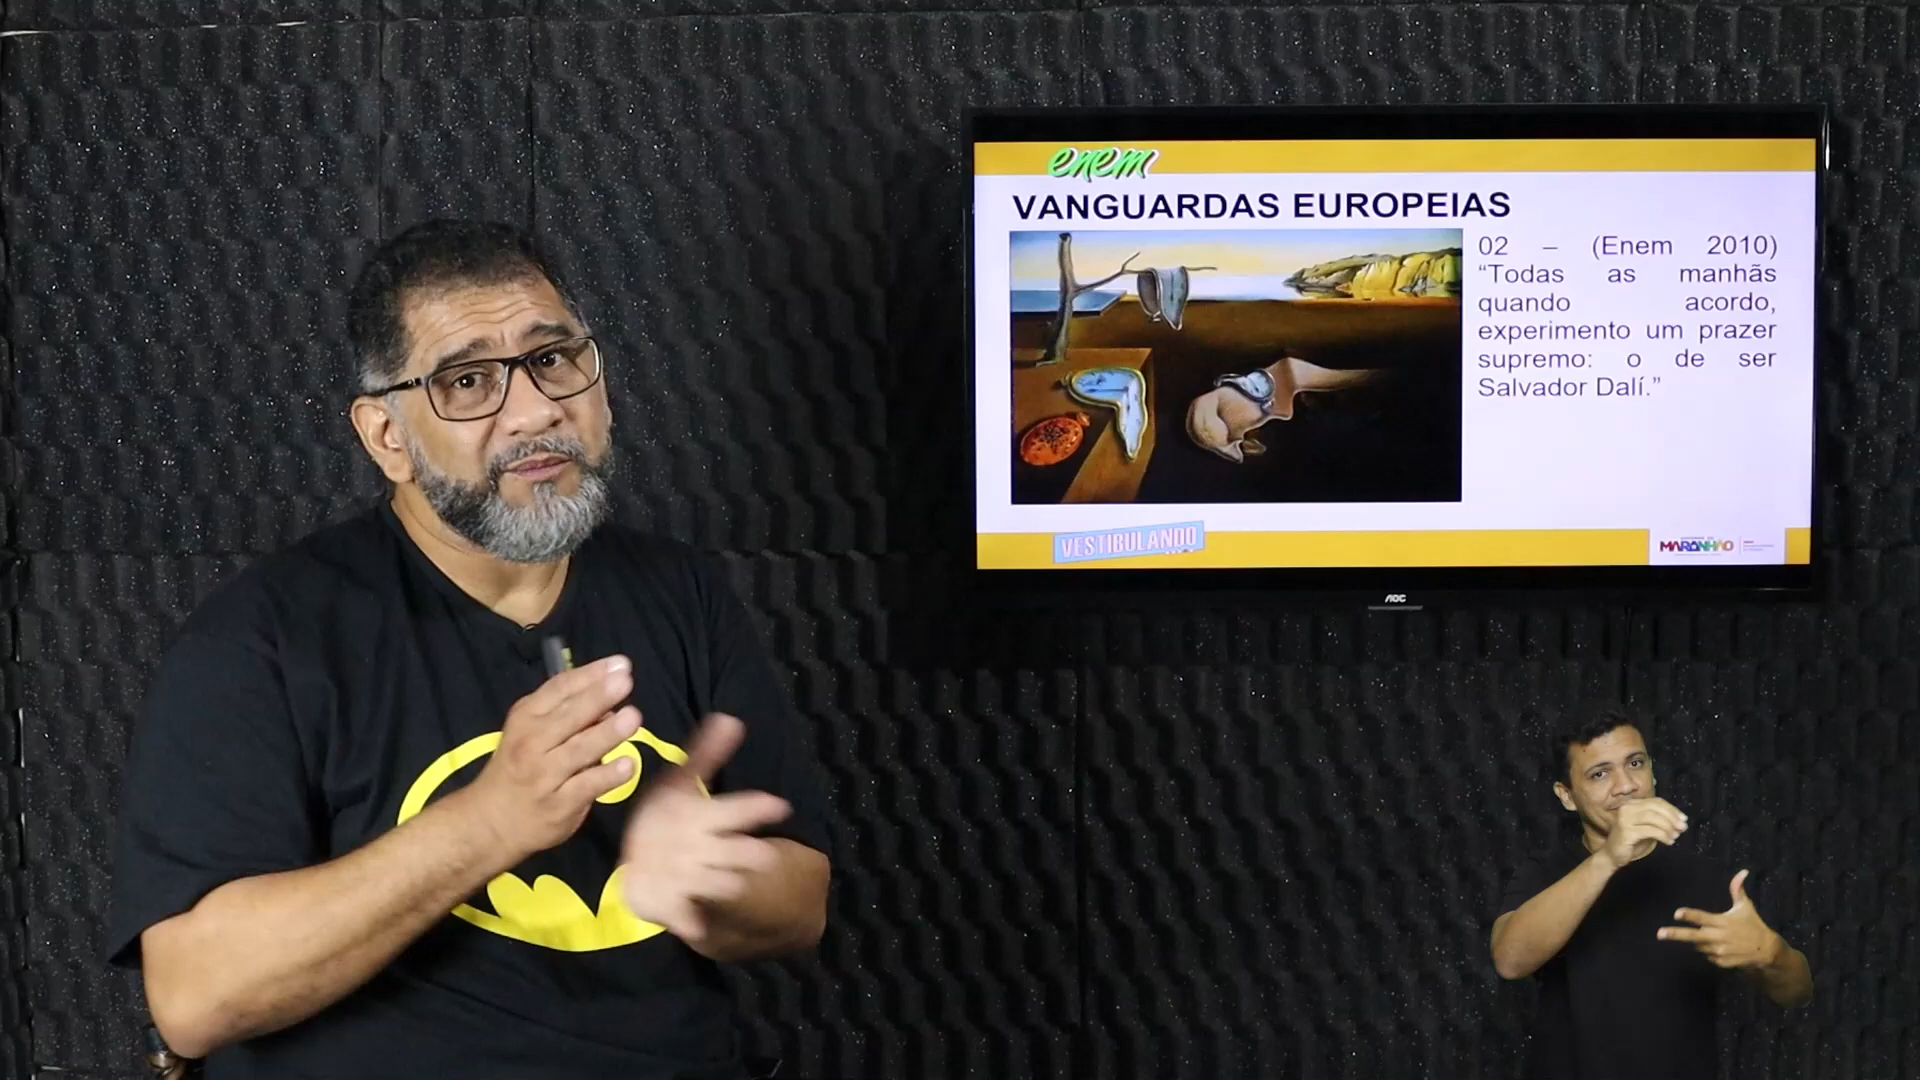 enem
VANGUARDAS EUROPEIAS
02 – (Enem 2010)
“Todas as manhãs
quando acordo,
experimento um prazer
supremo: o de ser
Salvador Dalí.”
VESTIBULANDO
MARANHÃO
AOC